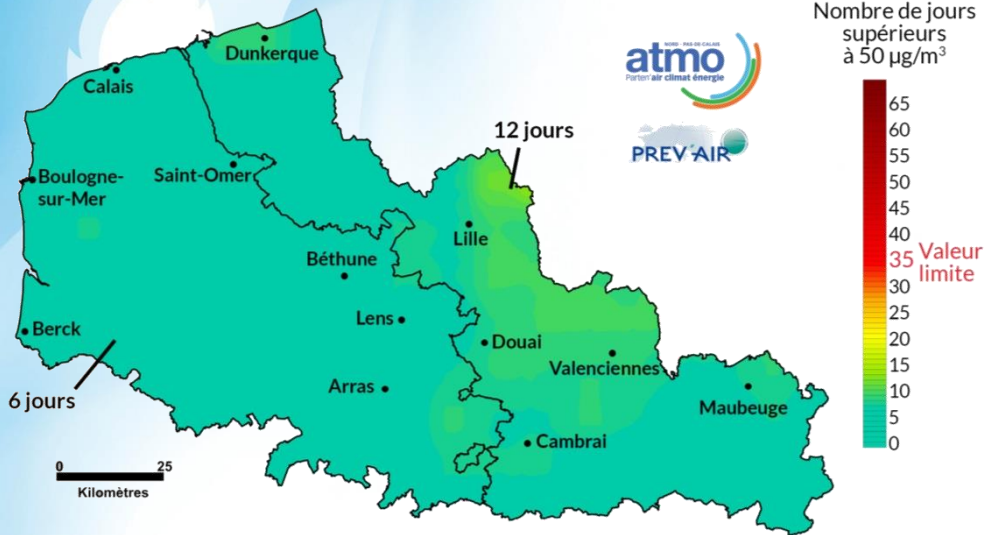 Nombre de jours
supérieurs
à 50 µg/m³
NORD - PAS DE CALAIS
atmo
Parten'air climat énergie
PREV'AIR
65
60
55
50
45
40
35 Valeur
limite
30
25
20
15
10
5
0
Dunkerque
Calais
12 jours
Saint-Omer
Boulogne-
sur-Mer
Lille
Béthune
Lens
Berck
Douai
Valenciennes
6 jours
Arras
Maubeuge
Cambrai
0 25
Kilomètres